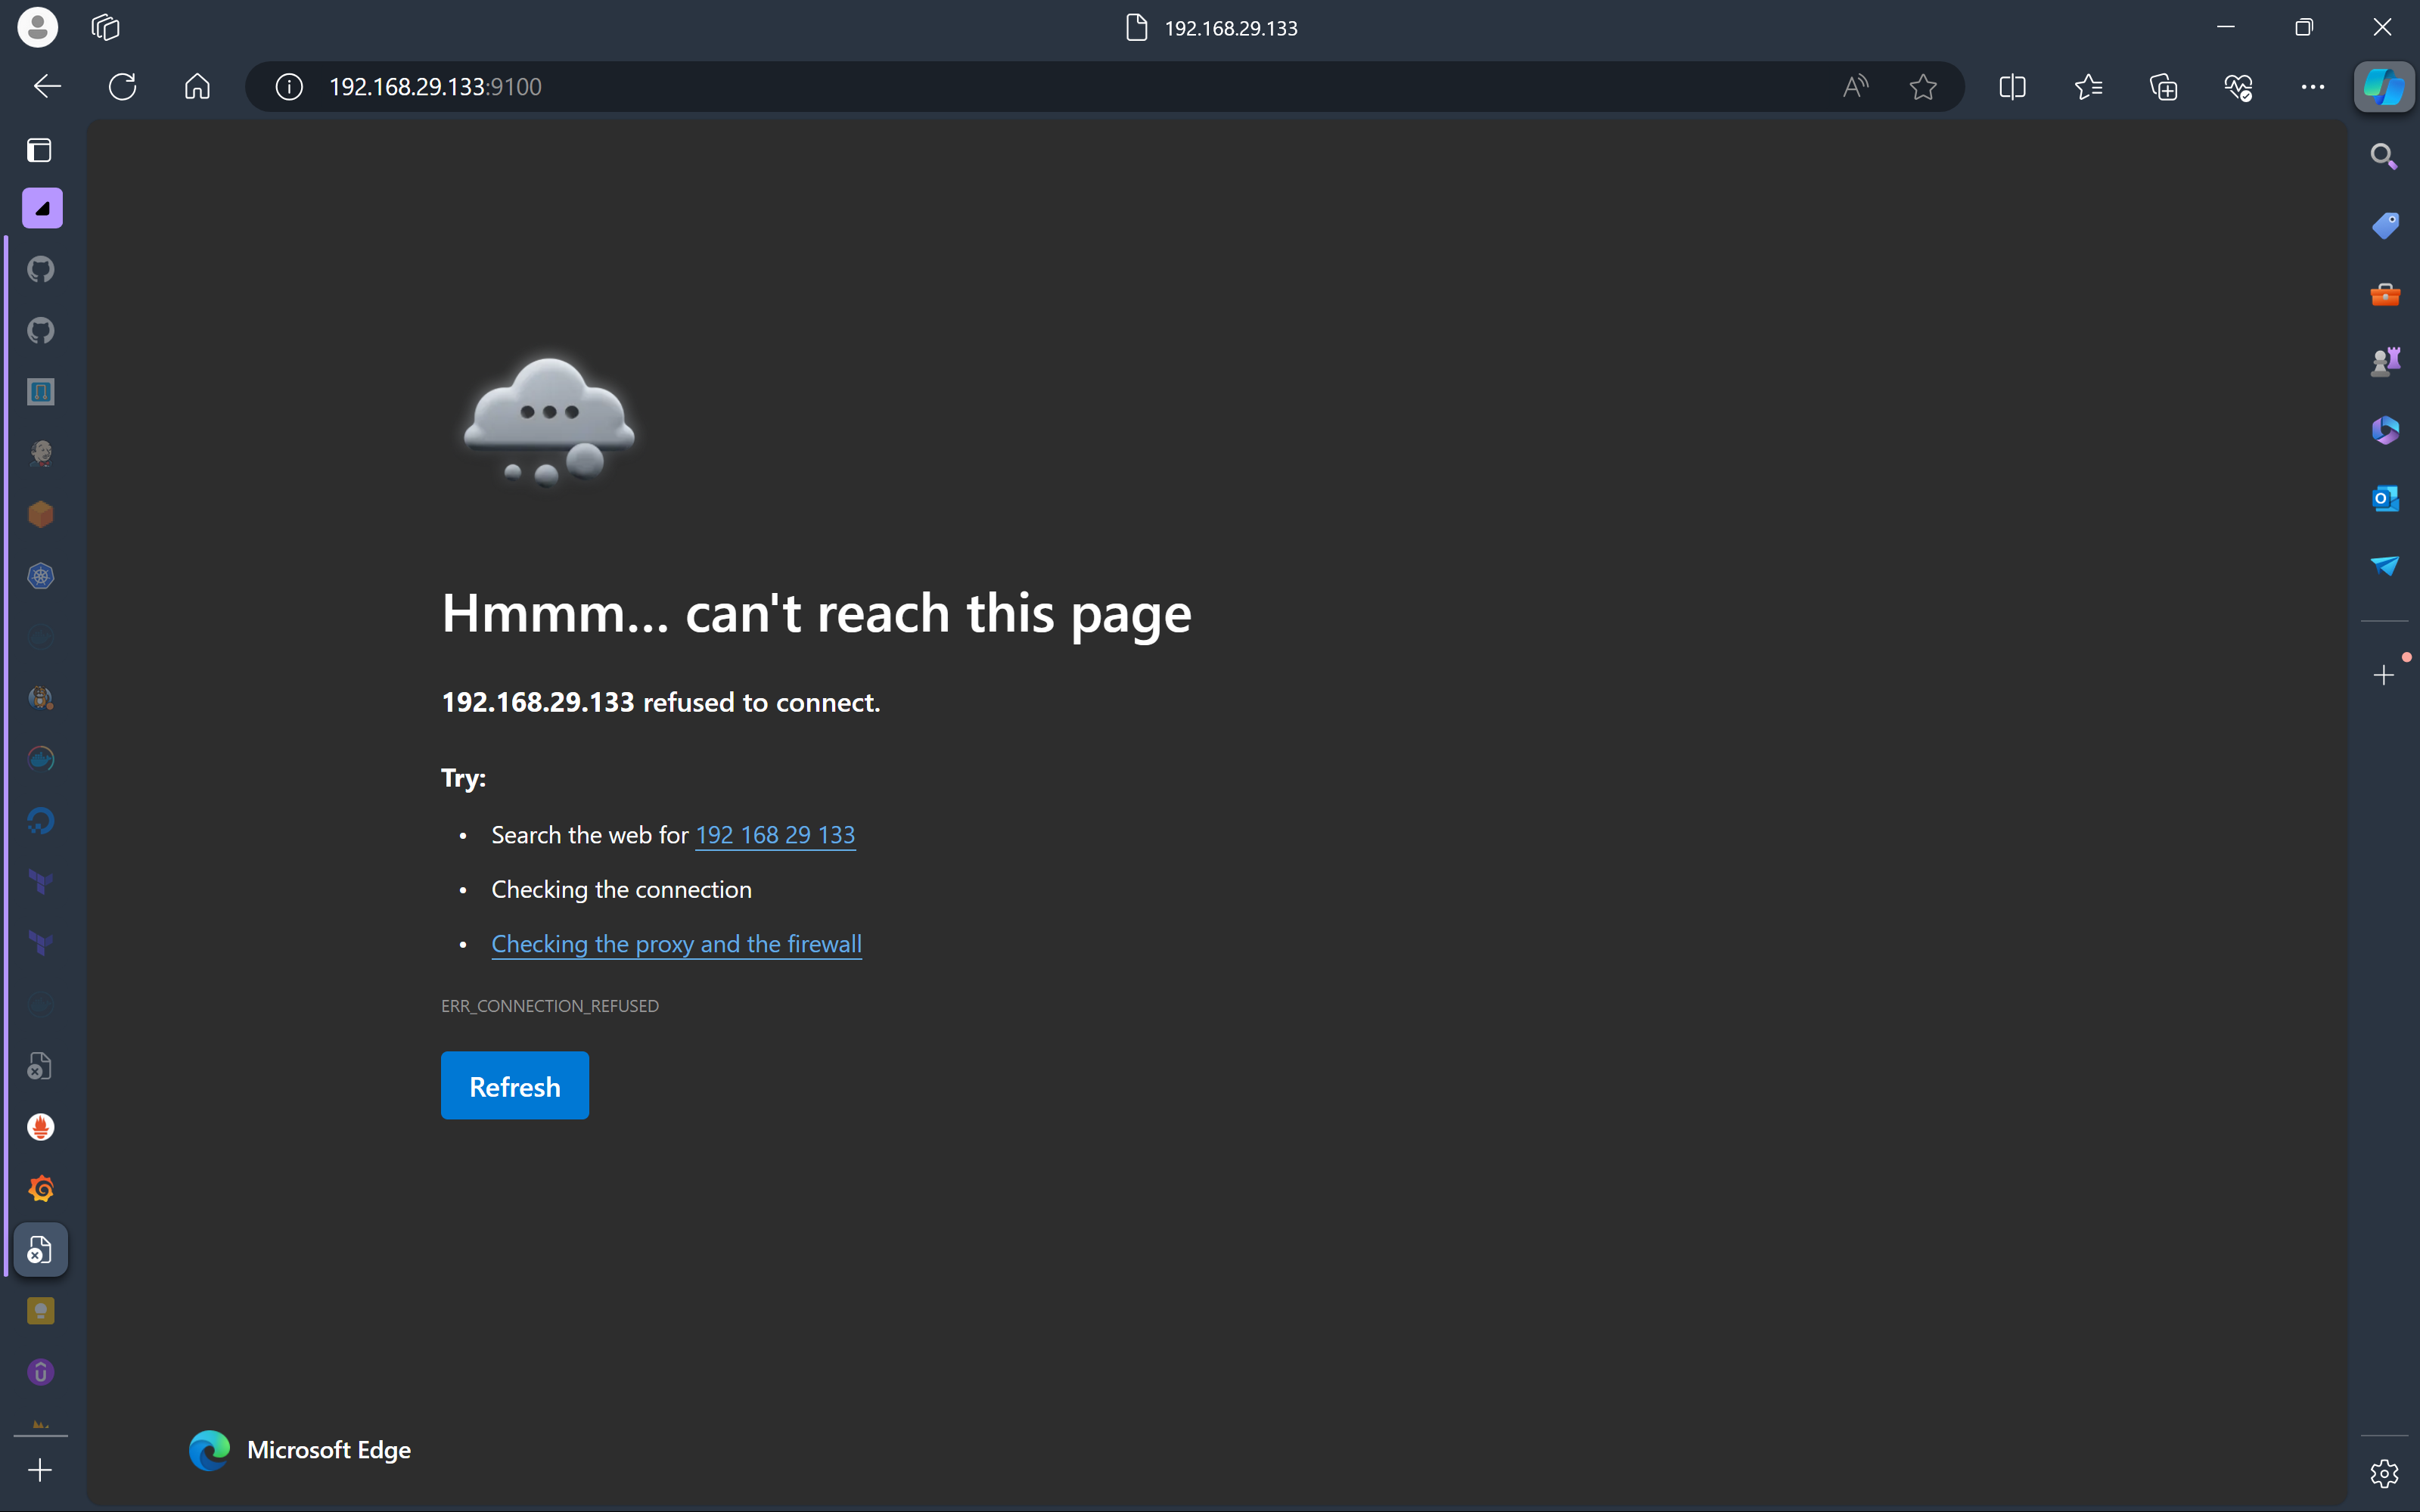 192.168.29.133
192.168.29.133:9100
Hmmm... can't reach this page
192.168.29.133 refused to connect.
Try:
• Search the web for 192 168 29 133
• Checking the connection
• Checking the proxy and the firewall
ERR_CONNECTION_REFUSED
Refresh
Microsoft Edge